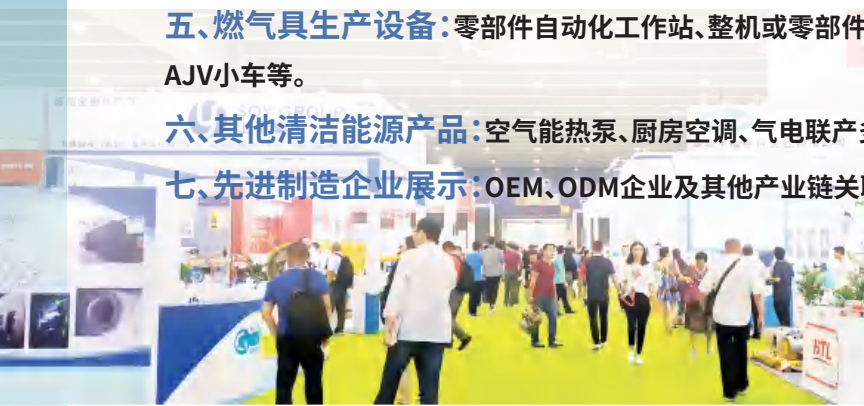 五、燃气具生产设备：零部件自动化工作站、整机或零部件
AJV小车等。
SQY GROUP
六、其他清洁能源产品：空气能热泵、厨房空调、气电联产
七、先进制造企业展示：OEM、ODM企业及其他产业链关
HTL